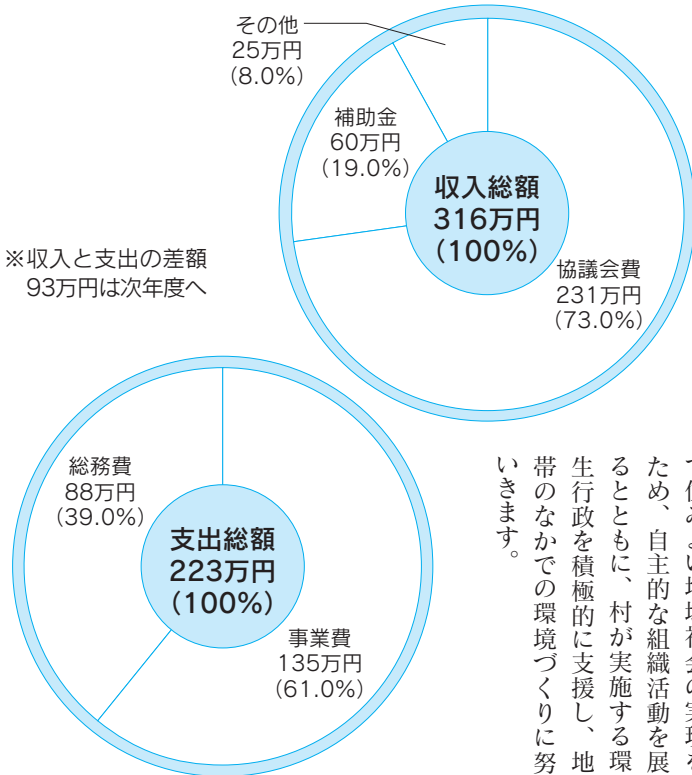 その他
25万円
(8.0%)
補助金
60万円
(19.0%)
収入総額
316万円
(100%)
協議会費
231万円
(73.0%)
※収入と支出の差額
93万円は次年度へ
総務費
88万円
(39.0%)
支出総額
223万円
(100%)
事業費
135万円
(61.0%)
ため、自主的な組織活動を展
るとともに、村が実施する環
生行政を積極的に支援し、地
帯のなかでの環境づくりに努
いきます。